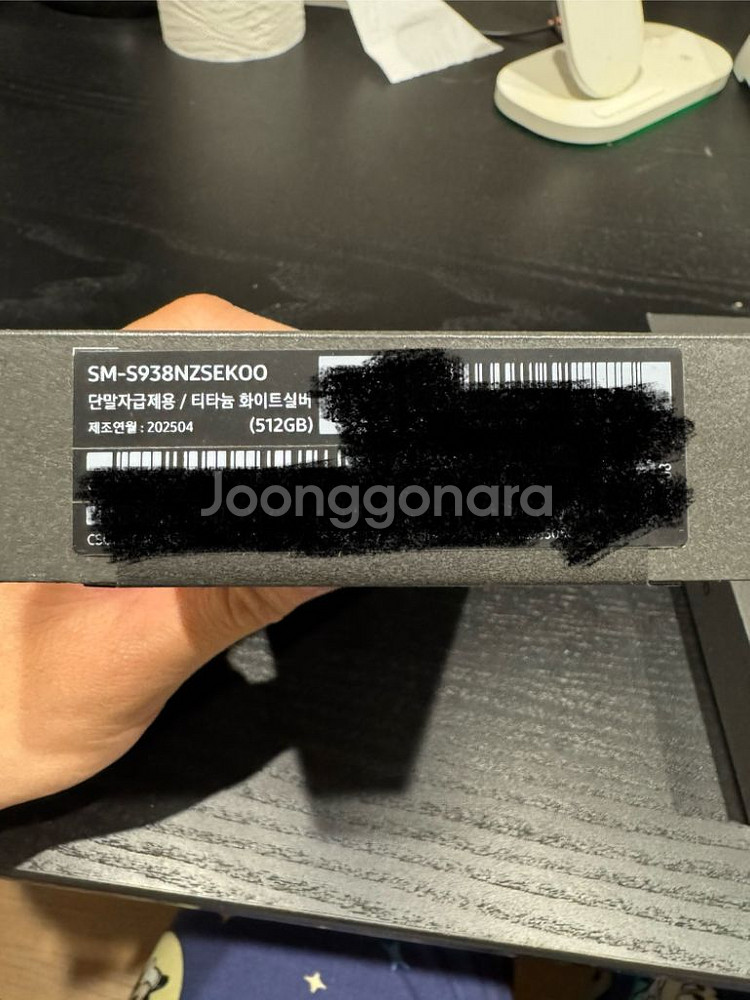 SM-S938NZSEKOO
단말자급제용 / 티타늄 화이트실버
제조연월 : 202504 (512GB)
Joonggonara